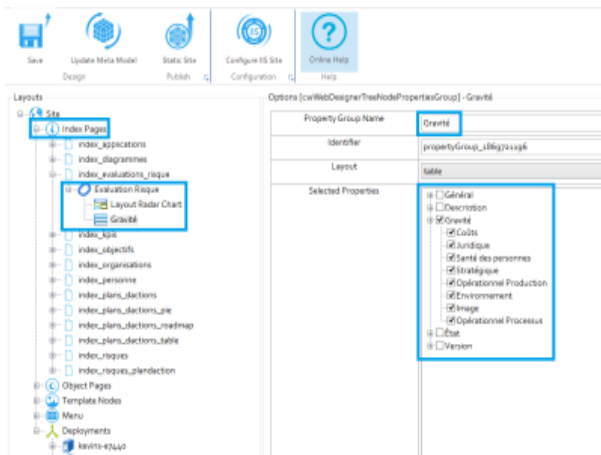 Save
Update Meta Model
Static Site
Configure IIS Site
Online Help
Design
Publish
Configuration
Help
Layouts
Site
Index Pages
index_applications
index_diagrammes
index_evaluations_risque
Evaluation Risque
Layout Radar Chart
Gravité
index_kpis
index_objectifs
index_organisations
index_personne
index_plans_dactions
index_plans_dactions_pie
index_plans_dactions_roadmap
index_plans_dactions_table
index_risques
index_risques_plandaction
Object Pages
Template Nodes
Menu
Deployments
kevins-e7440
Options [cwWebDesignerTreeNodePropertiesGroup] - Gravité
Property Group Name
Gravité
Identifier
Layout
table
Selected Properties
Général
Description
Gravité
Coûts
Juridique
Santé des personnes
Stratégique
Opérationnel Production
Environnement
Image
Opérationnel Processus
État
Version